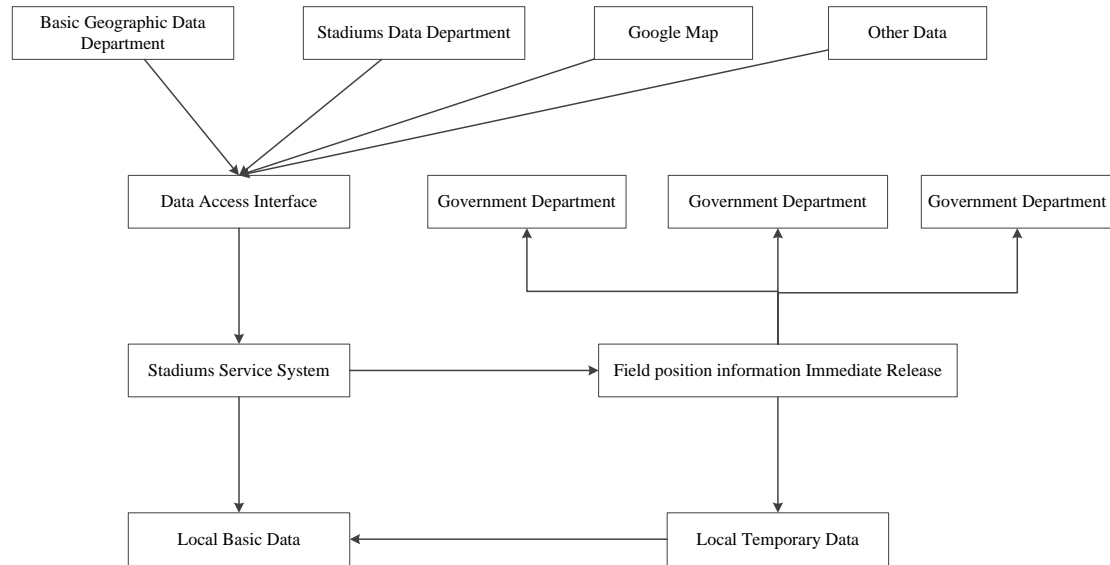 Basic Geographic Data
Department
Stadiums Data Department
Google Map
Other Data
Data Access Interface
Government Department
Government Department
Government Department
Stadiums Service System
Field position information Immediate Release
Local Basic Data
Local Temporary Data